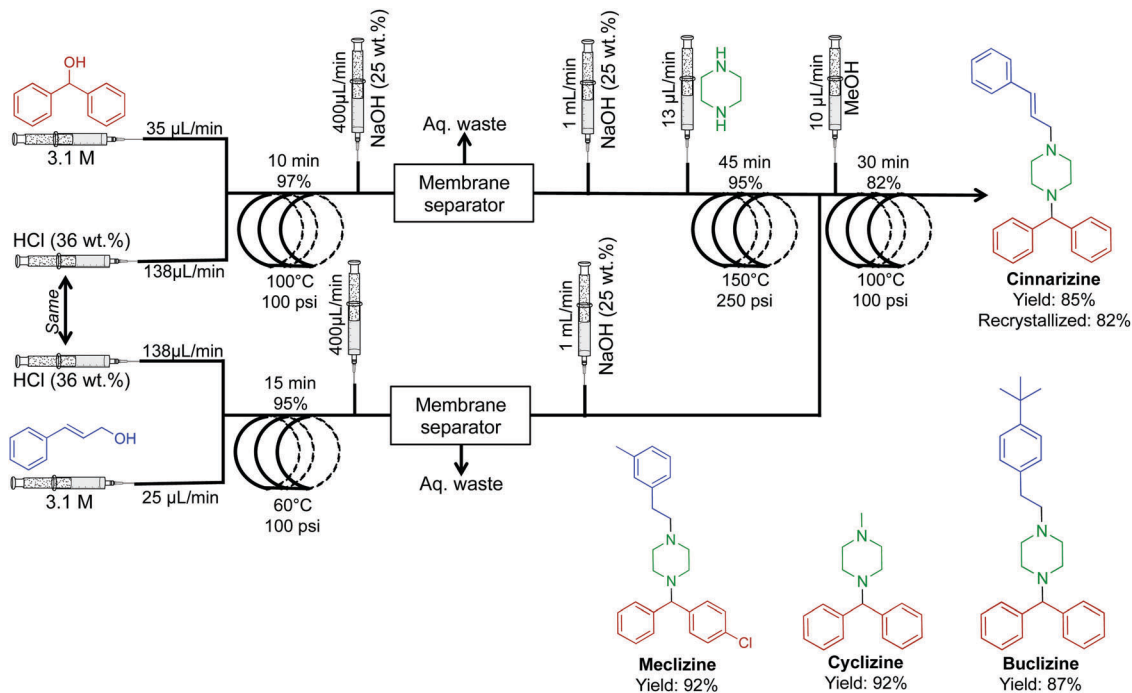 OH
3.1 M
35 µL/min
HCl (36 wt.%)
138µL/min
Same
138µL/min
HCl (36 wt.%)
OH
3.1 M
25 µL/min
10 min
97%
100°C
100 psi
400µL/min
NaOH (25 wt.%)
Aq. waste
Membrane
separator
1 mL/min
NaOH (25 wt.%)
13 µL/min
H
N
N
H
45 min
95%
150°C
250 psi
10 µL/min
MeOH
30 min
82%
100°C
100 psi
15 min
95%
60°C
100 psi
400µL/min
Membrane
separator
Aq. waste
1 mL/min
NaOH (25 wt.%)
N
N
Cinnarizine
Yield: 85%
Recrystallized: 82%
N
N
Cl
Meclizine
Yield: 92%
N
N
Cyclizine
Yield: 92%
N
N
Buclizine
Yield: 87%